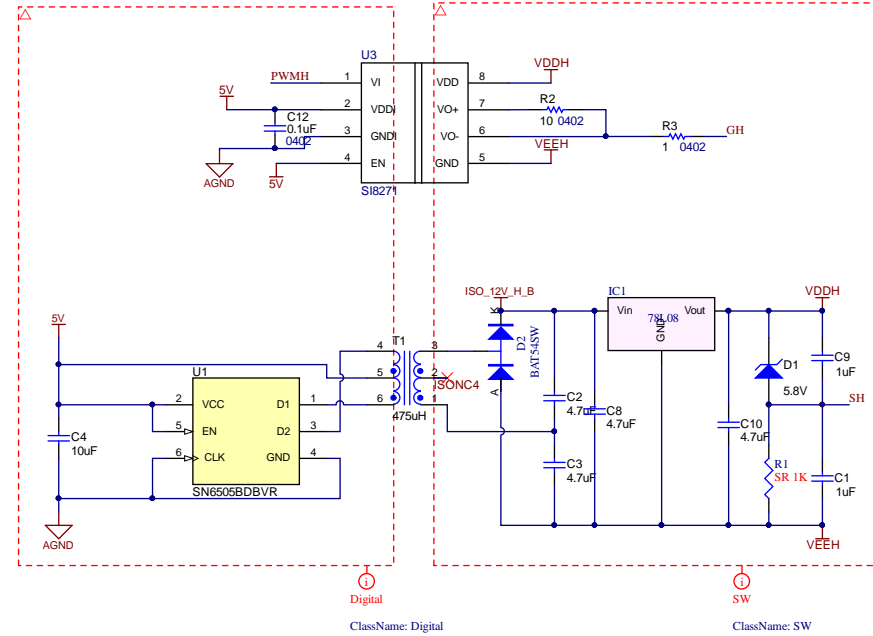 U3
PWMH
1
VI
VDD
8
VDDH
5V
2
VDDI
VO+
7
R2
10 0402
C12
0.1uF
0402
3
GNDI
VO-
6
R3
1 0402
GH
4
EN
GND
5
VEEH
AGND
5V
SI8271
ISO_12V_H_B
IC1
VDDH
Vin
Vout
78L08
GND
5V
T1
4
3
K
D2
BAT54SW
A
5
2
ISONC4
6
1
475uH
U1
2
VCC
D1
1
5
EN
D2
3
6
CLK
GND
4
SN6505BDBVR
C4
10uF
AGND
C2
4.7uF
C8
4.7uF
C3
4.7uF
C10
4.7uF
D1
5.8V
C9
1uF
SH
R1
SR 1K
C1
1uF
VEEH
i
Digital
i
SW
ClassName: Digital
ClassName: SW